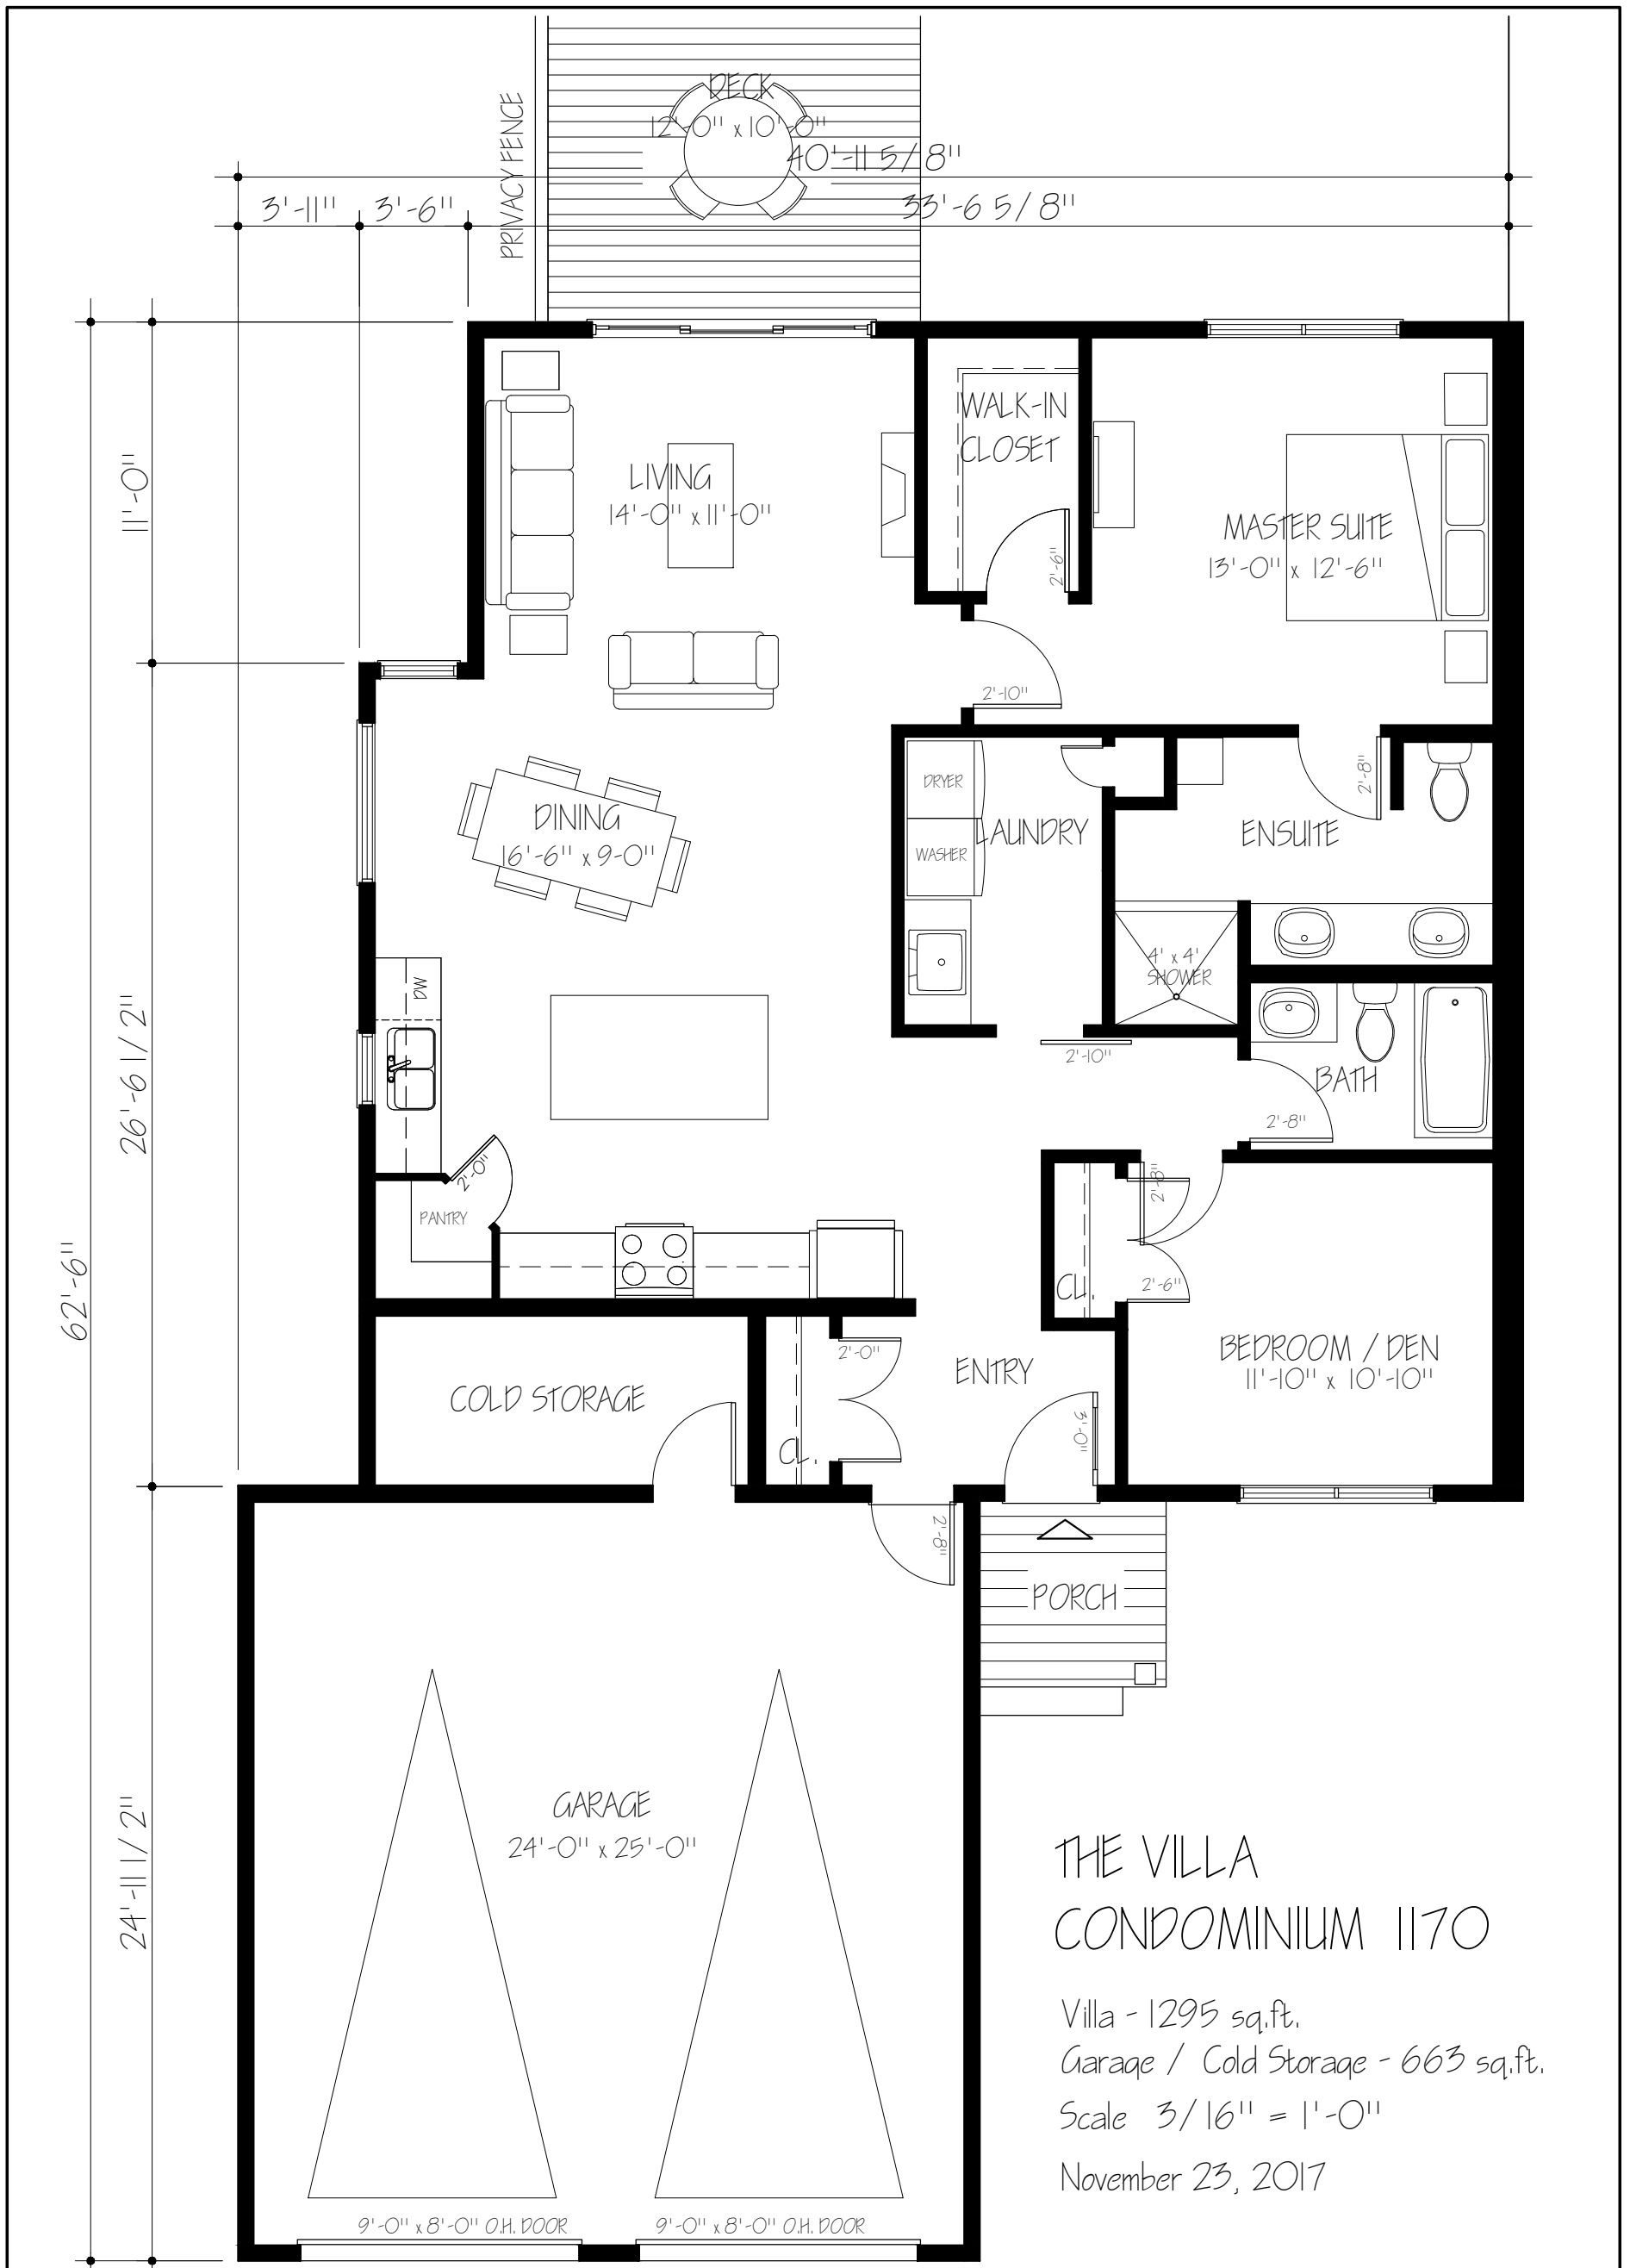 DECK
12'-0" x 10'-0"
40'-11 5/8"
3'-11"
3'-6"
33'-6 5/8"
PRIVACY FENCE
WALK-IN
CLOSET
LIVING
14'-0" x 11'-0"
11'-0"
MASTER SUITE
13'-0" x 12'-6"
2'-6"
2'-10"
DRYER
2'-8"
DINING
16'-6" x 9-0"
LAUNDRY
WASHER
ENSUITE
4' x 4'
SHOWER
DW
26'-6 1/2"
2'-10"
BATH
2'-8"
2'-0"
PANTRY
2'-8"
2'-6"
CL.
62'-6"
2'-0"
ENTRY
BEDROOM / DEN
11'-10" x 10'-10"
COLD STORAGE
CL.
3'-0"
2'-8"
PORCH
GARAGE
24'-0" x 25'-0"
24'-11 1/2"
THE VILLA
CONDOMINIUM 1170
Villa - 1295 sq.ft.
Garage / Cold Storage - 663 sq.ft.
Scale 3/16" = 1'-0"
November 23, 2017
9'-0" x 8'-0" O.H. DOOR
9'-0" x 8'-0" O.H. DOOR